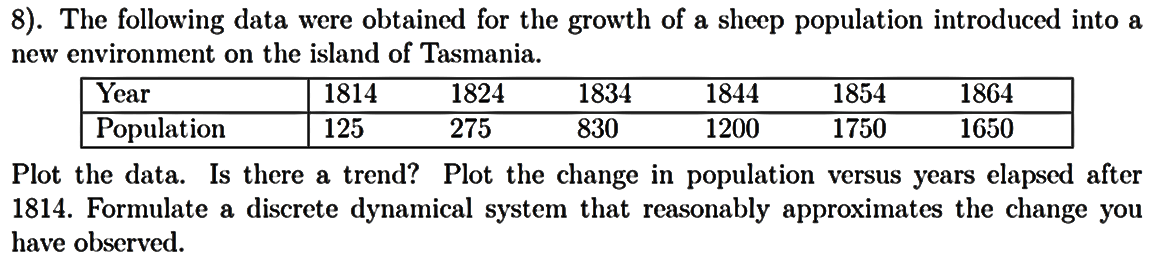 8). The following data were obtained for the growth of a sheep population introduced into a
new environment on the island of Tasmania.
Year 1814 1824 1834 1844 1854 1864
Population 125 275 830 1200 1750 1650
Plot the data. Is there a trend? Plot the change in population versus years elapsed after
1814. Formulate a discrete dynamical system that reasonably approximates the change you
have observed.